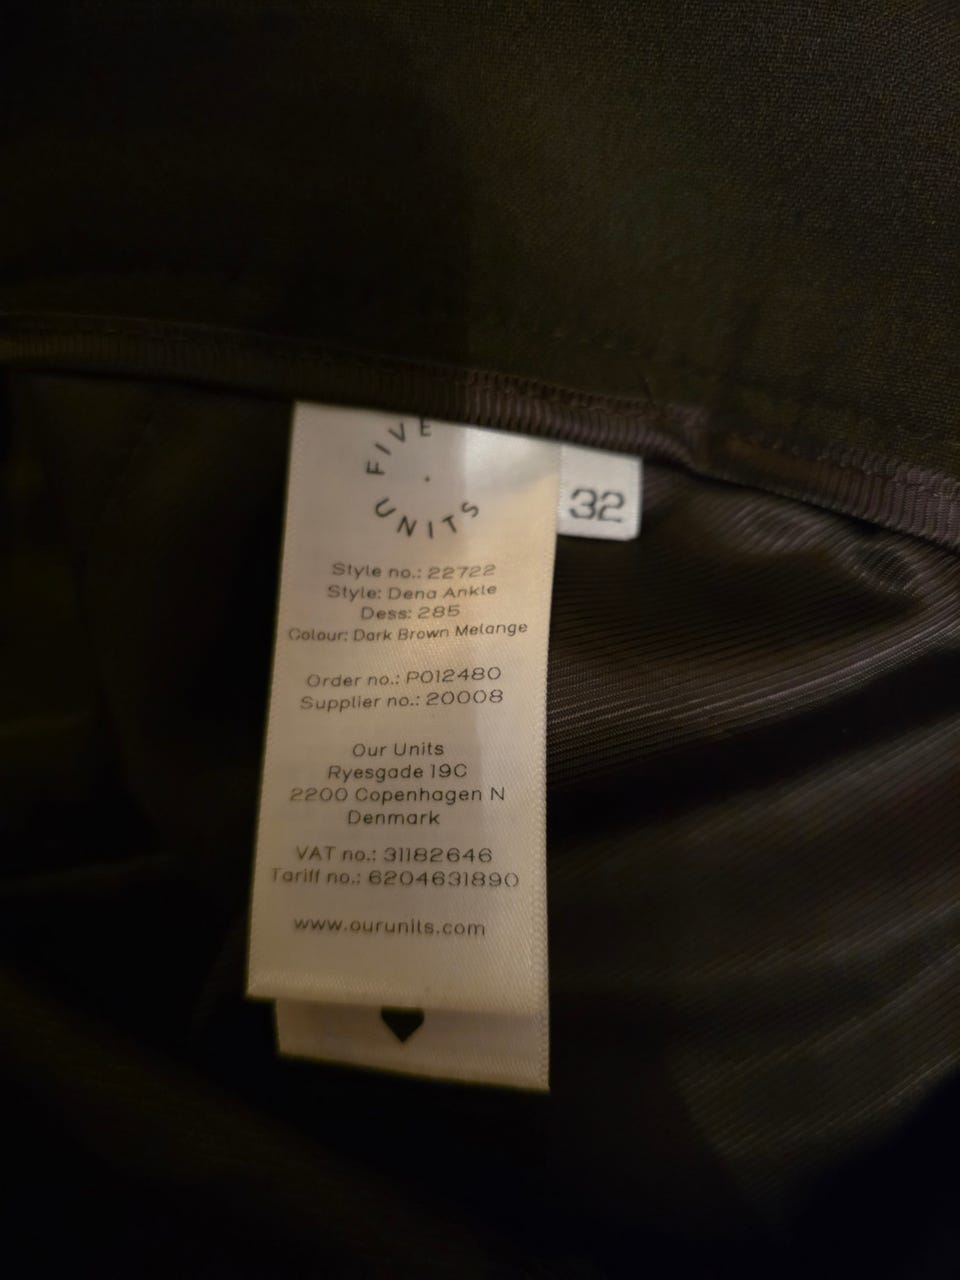 FIVE
UNITS
32
Style no.: 22722
Style: Dena Ankle
Dess: 285
Colour: Dark Brown Melange
Order no.: PO12480
Supplier no.: 20008
Our Units
Ryesgade 19C
2200 Copenhagen N
Denmark
VAT no.: 31182646
Tariff no.: 6204631890
www.ourunits.com